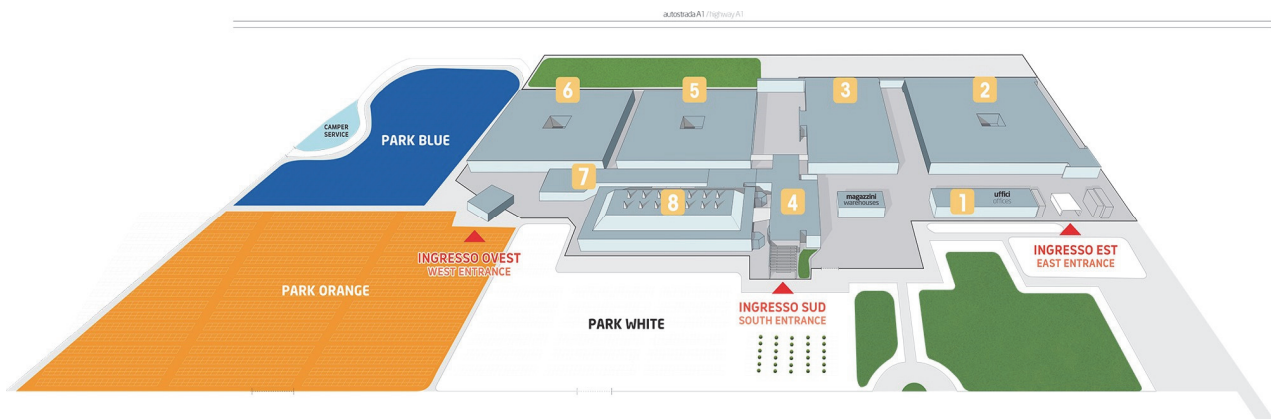 autostrada A1 / highway A1
6
5
3
2
CAMPER
SERVICE
PARK BLUE
7
8
4
magazzini
warehouses
1
uffici
offices
INGRESSO OVEST
WEST ENTRANCE
INGRESSO EST
EAST ENTRANCE
PARK ORANGE
INGRESSO SUD
SOUTH ENTRANCE
PARK WHITE